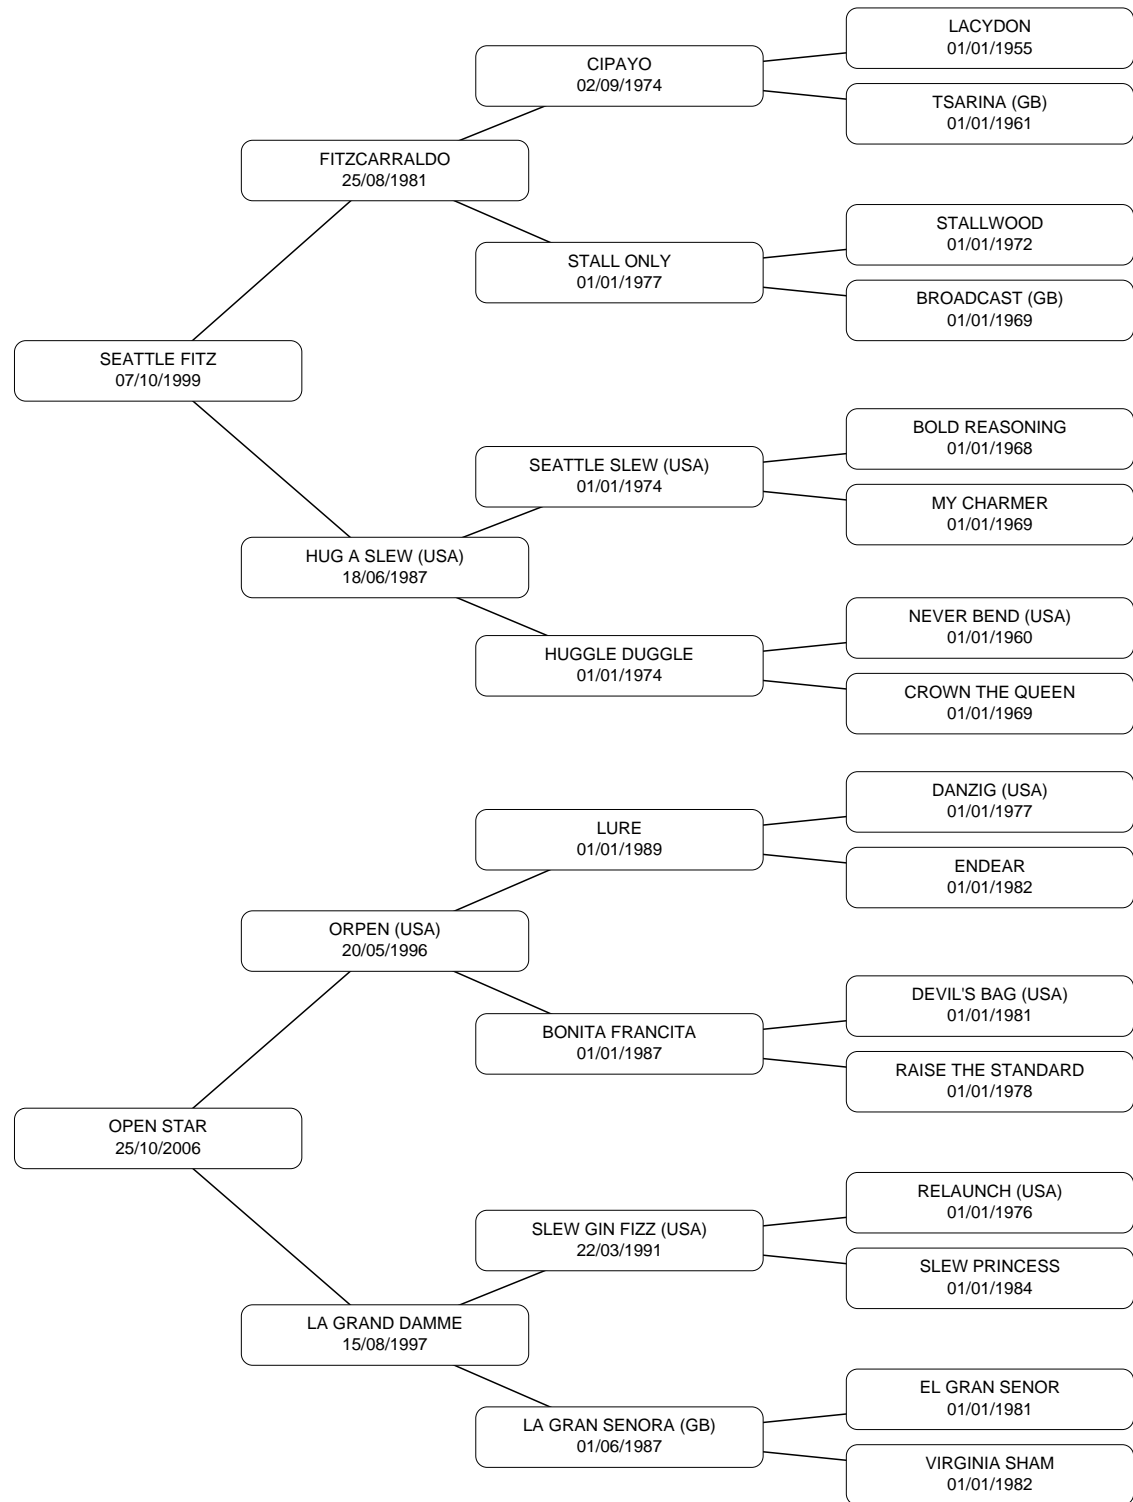 LACYDON
01/01/1955
CIPAYO
02/09/1974
TSARINA (GB)
01/01/1961
FITZCARRALDO
25/08/1981
STALLWOOD
01/01/1972
STALL ONLY
01/01/1977
BROADCAST (GB)
01/01/1969
SEATTLE FITZ
07/10/1999
BOLD REASONING
01/01/1968
SEATTLE SLEW (USA)
01/01/1974
MY CHARMER
01/01/1969
HUG A SLEW (USA)
18/06/1987
NEVER BEND (USA)
01/01/1960
HUGGLE DUGGLE
01/01/1974
CROWN THE QUEEN
01/01/1969
DANZIG (USA)
01/01/1977
LURE
01/01/1989
ENDEAR
01/01/1982
ORPEN (USA)
20/05/1996
DEVIL'S BAG (USA)
01/01/1981
BONITA FRANCITA
01/01/1987
RAISE THE STANDARD
01/01/1978
OPEN STAR
25/10/2006
RELAUNCH (USA)
01/01/1976
SLEW GIN FIZZ (USA)
22/03/1991
SLEW PRINCESS
01/01/1984
LA GRAND DAMME
15/08/1997
EL GRAN SENOR
01/01/1981
LA GRAN SENORA (GB)
01/06/1987
VIRGINIA SHAM
01/01/1982